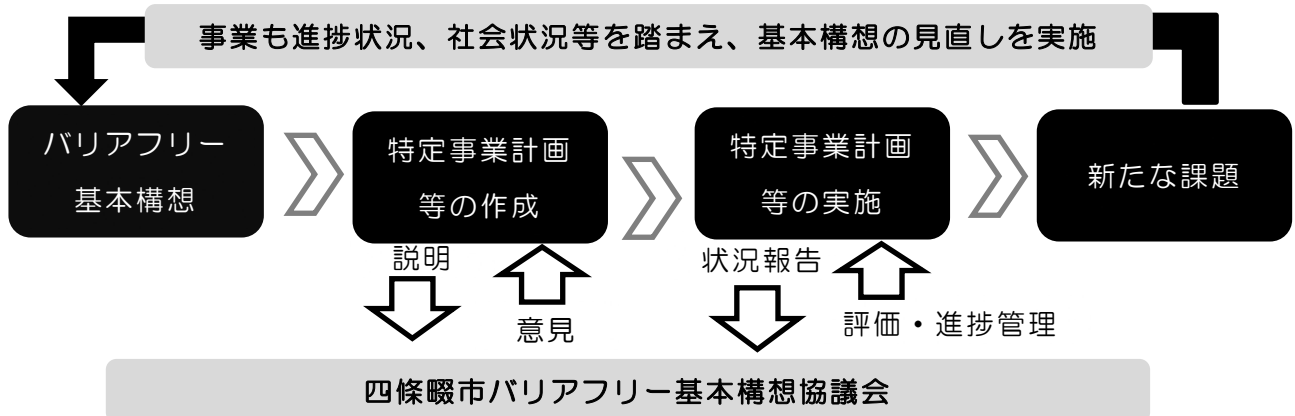 事業も進捗状況、社会状況等を踏まえ、基本構想の見直しを実施
バリアフリー
基本構想
特定事業計画
等の作成
特定事業計画
等の実施
新たな課題
説明
意見
状況報告
評価・進捗管理
四條畷市バリアフリー基本構想協議会